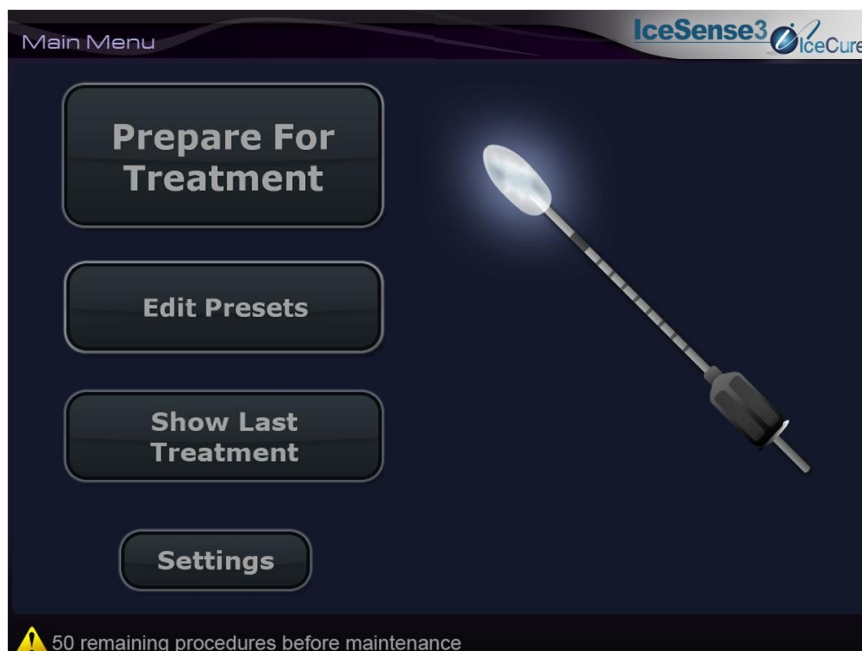 Main Menu
IceSense3
IceCure
Prepare For
Treatment
Edit Presets
Show Last
Treatment
Settings
50 remaining procedures before maintenance